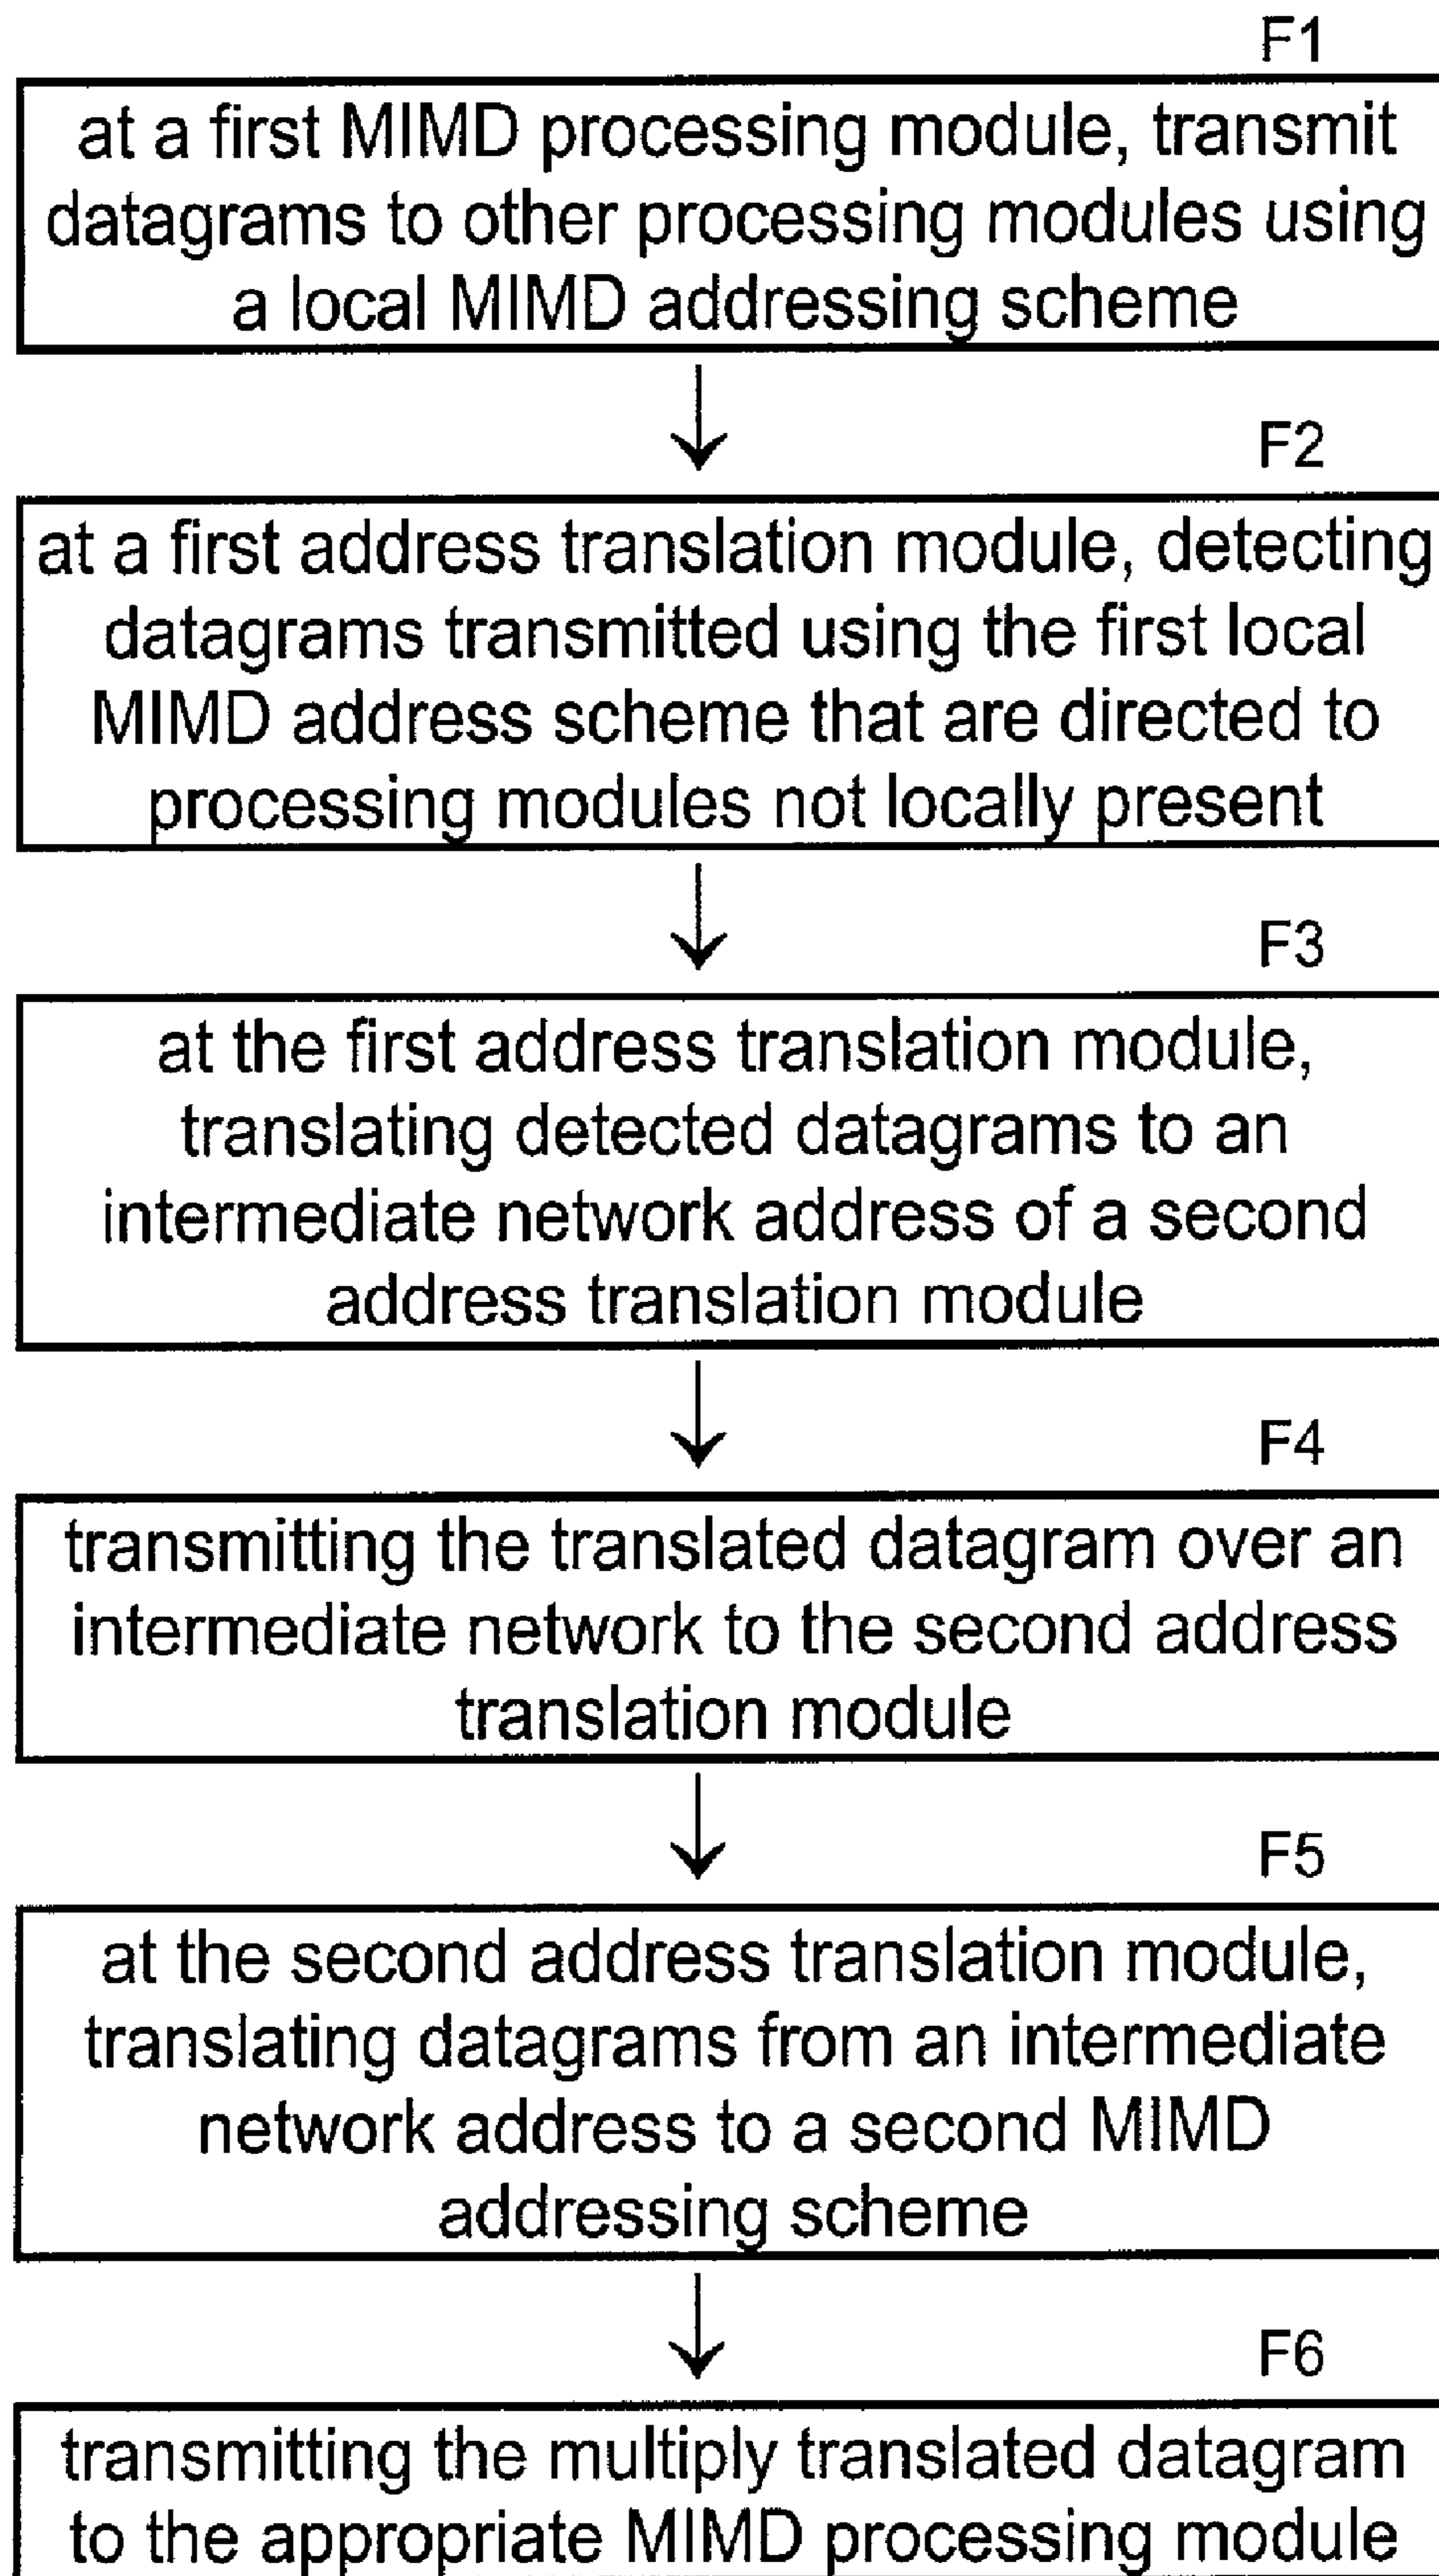 F1
at a first MIMD processing module, transmit
datagrams to other processing modules using
a local MIMD addressing scheme
F2
at a first address translation module, detecting
datagrams transmitted using the first local
MIMD address scheme that are directed to
processing modules not locally present
F3
at the first address translation module,
translating detected datagrams to an
intermediate network address of a second
address translation module
F4
transmitting the translated datagram over an
intermediate network to the second address
translation module
F5
at the second address translation module,
translating datagrams from an intermediate
network address to a second MIMD
addressing scheme
F6
transmitting the multiply translated datagram
to the appropriate MIMD processing module